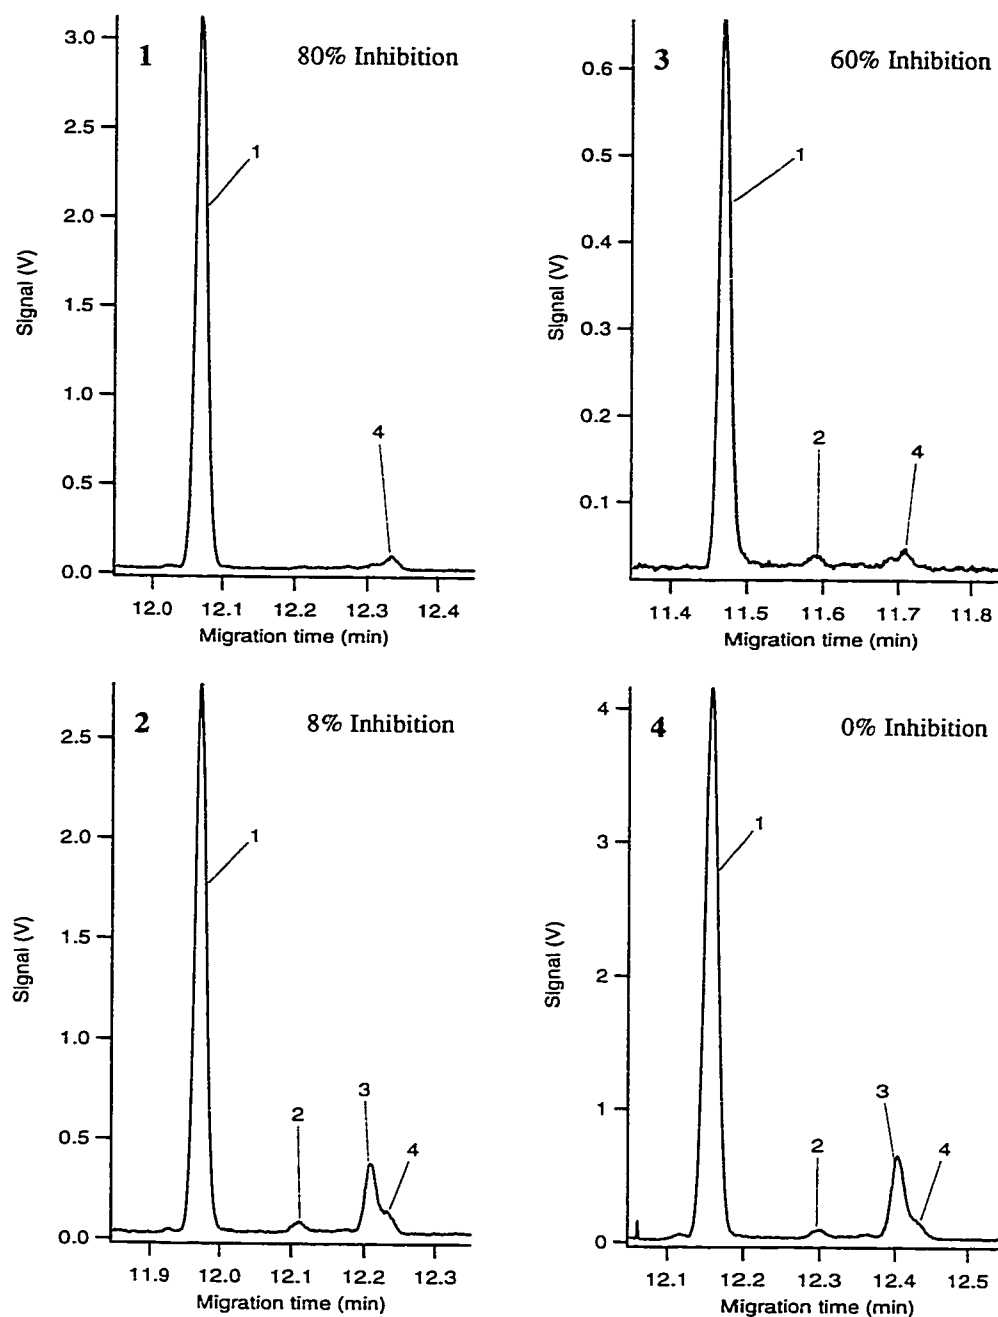 1
80% Inhibition
3.0
2.5
2.0
1.5
1.0
0.5
0.0
Signal (V)
1
4
12.0 12.1 12.2 12.3 12.4
Migration time (min)
3
60% Inhibition
0.6
0.5
0.4
0.3
0.2
0.1
Signal (V)
1
2
4
11.4 11.5 11.6 11.7 11.8
Migration time (min)
2
8% Inhibition
2.5
2.0
1.5
1.0
0.5
0.0
Signal (V)
1
2
3
4
11.9 12.0 12.1 12.2 12.3
Migration time (min)
4
0% Inhibition
4
3
2
1
0
Signal (V)
1
2
3
4
12.1 12.2 12.3 12.4 12.5
Migration time (min)